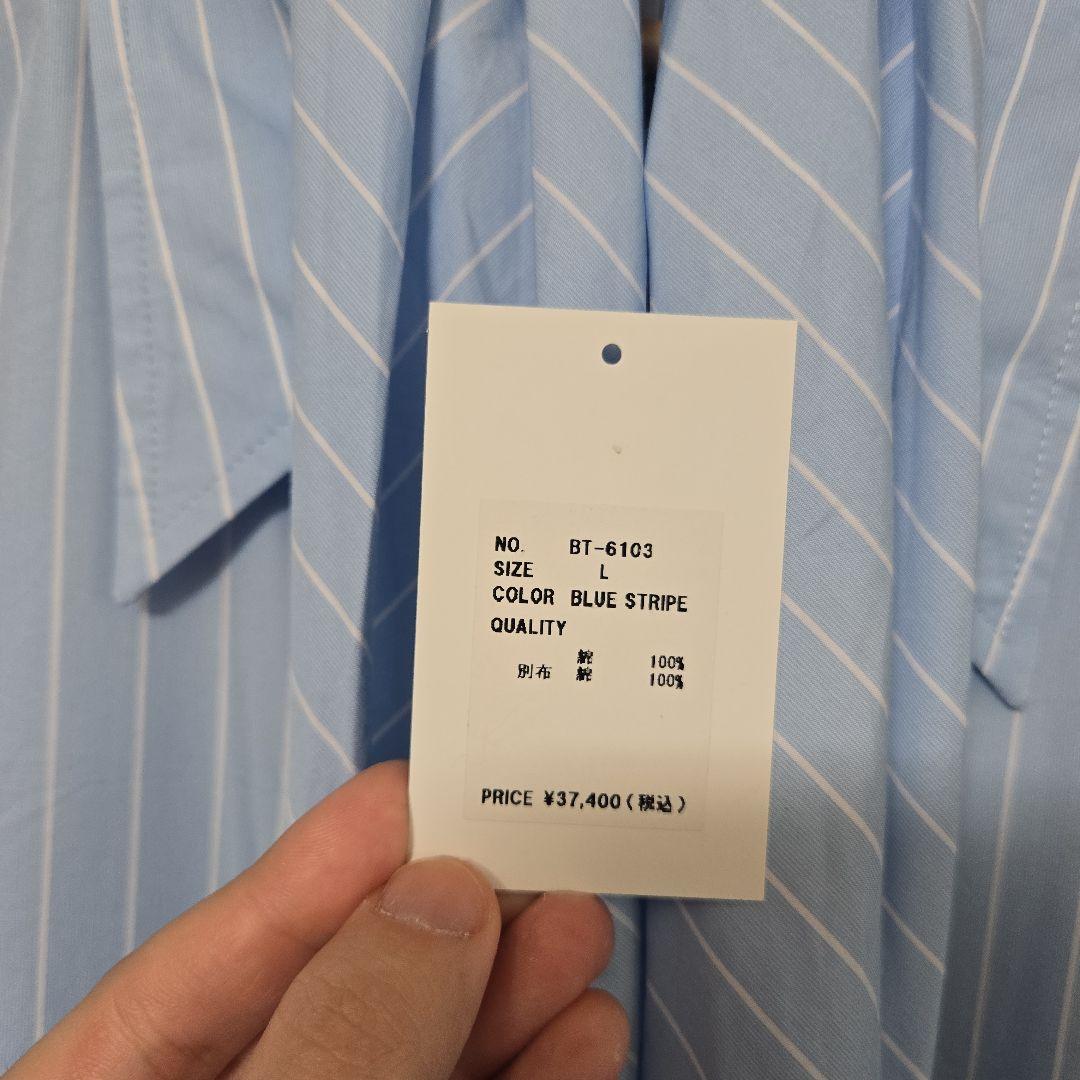 NO. BT-6103
SIZE L
COLOR BLUE STRIPE
QUALITY
綿 100%
別布 綿 100%
PRICE ¥37,400(税込)